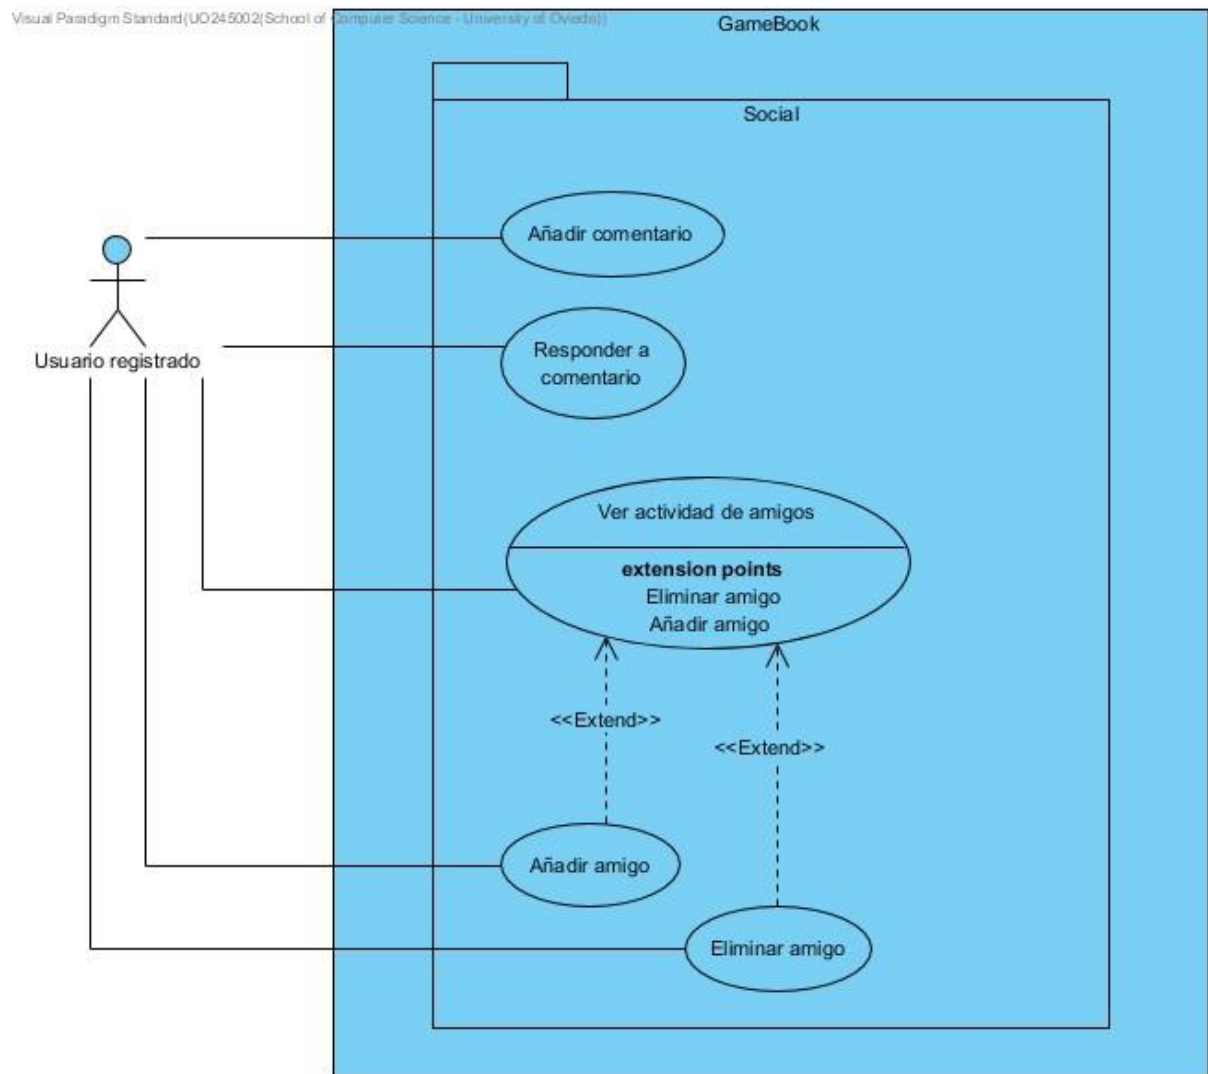 Visual Paradigm Standard(UO245002(School of Computer Science - University of Oviedo))
GameBook
Social
Añadir comentario
Usuario registrado
Responder a
comentario
Ver actividad de amigos
extension points
Eliminar amigo
Añadir amigo
<<Extend>>
<<Extend>>
Añadir amigo
Eliminar amigo